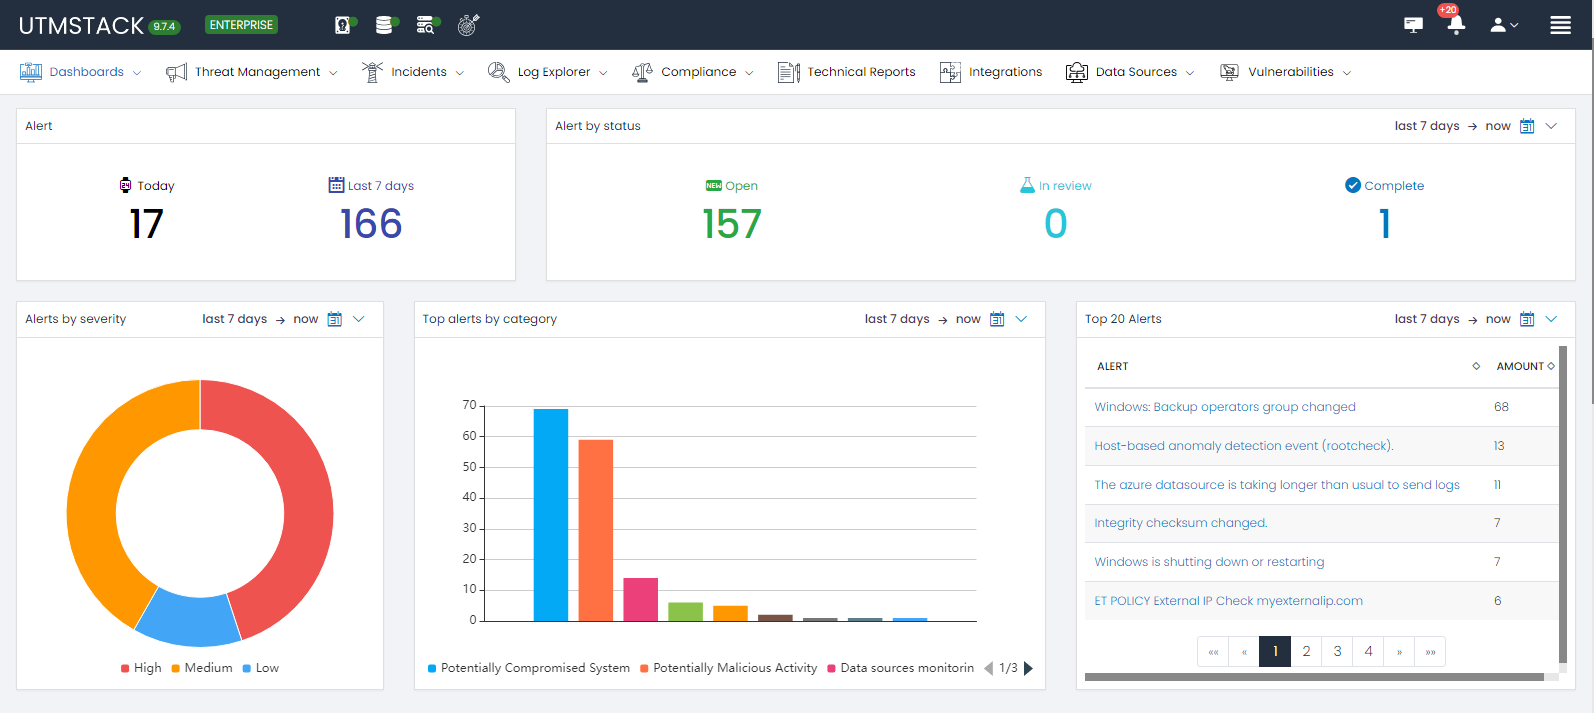 UTMSTACK 9.7.4 ENTERPRISE +20
Dashboards Threat Management Incidents Log Explorer Compliance Technical Reports Integrations Data Sources Vulnerabilities
Alert
Today Last 7 days
17 166
Alert by status last 7 days → now
NEW Open In review Complete
157 0 1
Alerts by severity last 7 days → now
High Medium Low
Top alerts by category last 7 days → now
70
60
50
40
30
20
10
0
Potentially Compromised System Potentially Malicious Activity Data sources monitorin 1/3
Top 20 Alerts last 7 days → now
ALERT AMOUNT
Windows: Backup operators group changed 68
Host-based anomaly detection event (rootcheck). 13
The azure datasource is taking longer than usual to send logs 11
Integrity checksum changed. 7
Windows is shutting down or restarting 7
ET POLICY External IP Check myexternalip.com 6
«« « 1 2 3 4 » »»